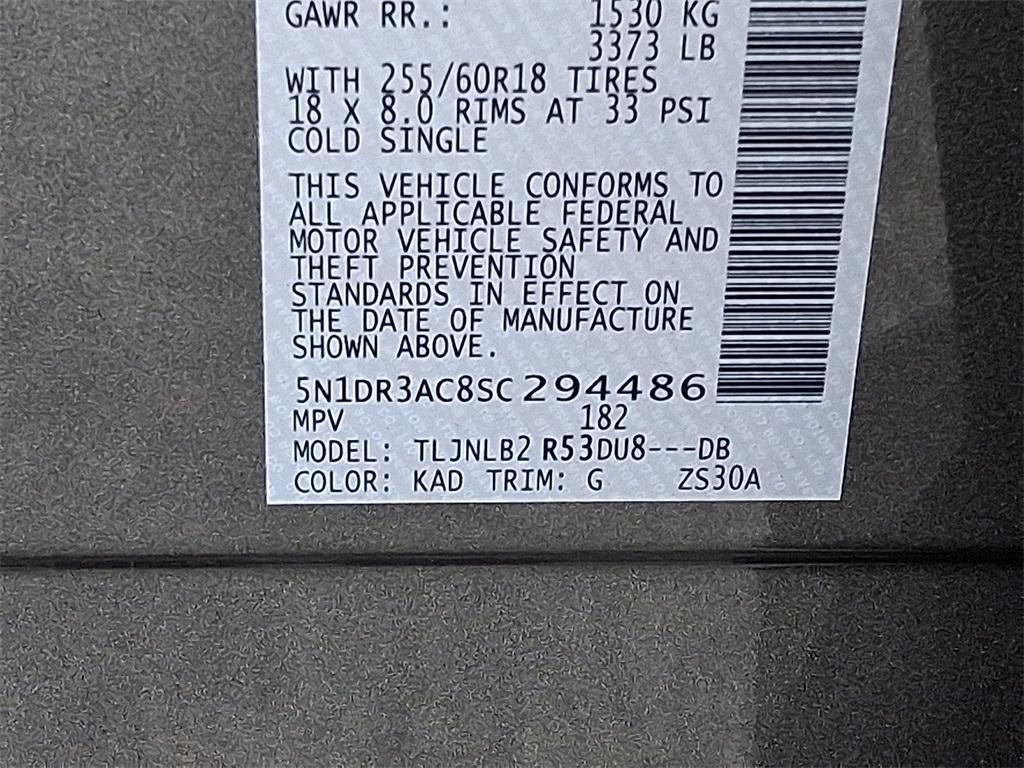 GAWR RR.: 1530 KG
3373 LB
WITH 255/60R18 TIRES
18 X 8.0 RIMS AT 33 PSI
COLD SINGLE
THIS VEHICLE CONFORMS TO
ALL APPLICABLE FEDERAL
MOTOR VEHICLE SAFETY AND
THEFT PREVENTION
STANDARDS IN EFFECT ON
THE DATE OF MANUFACTURE
SHOWN ABOVE.
5N1DR3AC8SC294486
MPV 182
MODEL: TLJNLB2 R53DU8---DB
COLOR: KAD TRIM: G ZS30A